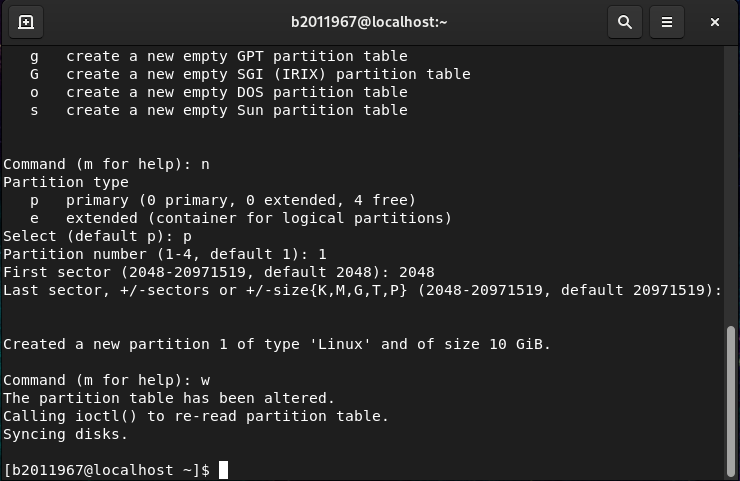 b2011967@localhost:~
g create a new empty GPT partition table
G create a new empty SGI (IRIX) partition table
o create a new empty DOS partition table
s create a new empty Sun partition table
Command (m for help): n
Partition type
p primary (0 primary, 0 extended, 4 free)
e extended (container for logical partitions)
Select (default p): p
Partition number (1-4, default 1): 1
First sector (2048-20971519, default 2048): 2048
Last sector, +/-sectors or +/-size{K,M,G,T,P} (2048-20971519, default 20971519):
Created a new partition 1 of type 'Linux' and of size 10 GiB.
Command (m for help): w
The partition table has been altered.
Calling ioctl() to re-read partition table.
Syncing disks.
[b2011967@localhost ~]$